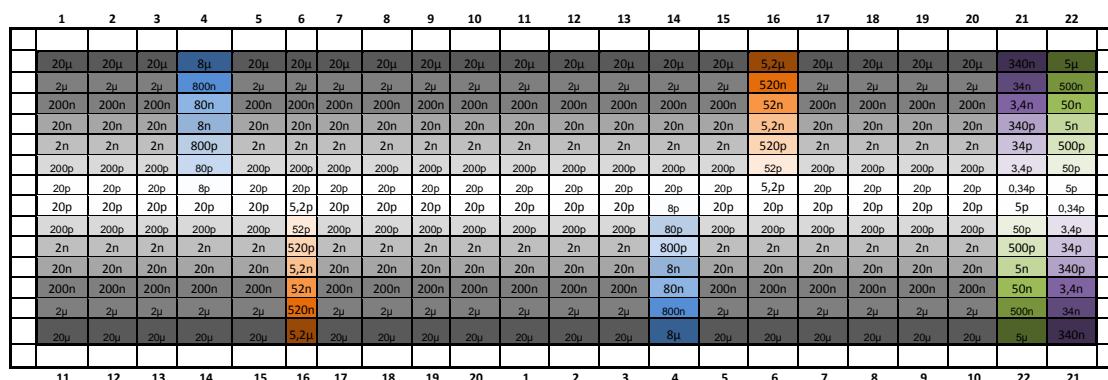 1 2 3 4 5 6 7 8 9 10 11 12 13 14 15 16 17 18 19 20 21 22
20µ 20µ 20µ 8µ 20µ 20µ 20µ 20µ 20µ 20µ 20µ 20µ 20µ 20µ 20µ 5,2µ 20µ 20µ 20µ 20µ 340n 5µ
2µ 2µ 2µ 800n 2µ 2µ 2µ 2µ 2µ 2µ 2µ 2µ 2µ 2µ 2µ 520n 2µ 2µ 2µ 2µ 34n 500n
200n 200n 200n 80n 200n 200n 200n 200n 200n 200n 200n 200n 200n 200n 200n 52n 200n 200n 200n 200n 3,4n 50n
20n 20n 20n 8n 20n 20n 20n 20n 20n 20n 20n 20n 20n 20n 20n 5,2n 20n 20n 20n 20n 340p 5n
2n 2n 2n 800p 2n 2n 2n 2n 2n 2n 2n 2n 2n 2n 2n 520p 2n 2n 2n 2n 34p 500p
200p 200p 200p 80p 200p 200p 200p 200p 200p 200p 200p 200p 200p 200p 200p 52p 200p 200p 200p 200p 3,4p 50p
20p 20p 20p 8p 20p 20p 20p 20p 20p 20p 20p 20p 20p 20p 20p 5,2p 20p 20p 20p 20p 0,34p 5p
20p 20p 20p 20p 20p 5,2p 20p 20p 20p 20p 20p 20p 20p 8p 20p 20p 20p 20p 20p 20p 5p 0,34p
200p 200p 200p 200p 200p 52p 200p 200p 200p 200p 200p 200p 200p 80p 200p 200p 200p 200p 200p 200p 50p 3,4p
2n 2n 2n 2n 2n 520p 2n 2n 2n 2n 2n 2n 2n 800p 2n 2n 2n 2n 2n 2n 500p 34p
20n 20n 20n 20n 20n 5,2n 20n 20n 20n 20n 20n 20n 20n 8n 20n 20n 20n 20n 20n 20n 5n 340p
200n 200n 200n 200n 200n 52n 200n 200n 200n 200n 200n 200n 200n 80n 200n 200n 200n 200n 200n 200n 50n 3,4n
2µ 2µ 2µ 2µ 2µ 520n 2µ 2µ 2µ 2µ 2µ 2µ 2µ 800n 2µ 2µ 2µ 2µ 2µ 2µ 500n 34n
20µ 20µ 20µ 20µ 20µ 5,2µ 20µ 20µ 20µ 20µ 20µ 20µ 20µ 8µ 20µ 20µ 20µ 20µ 20µ 20µ 5µ 340n
11 12 13 14 15 16 17 18 19 20 1 2 3 4 5 6 7 8 9 10 22 21